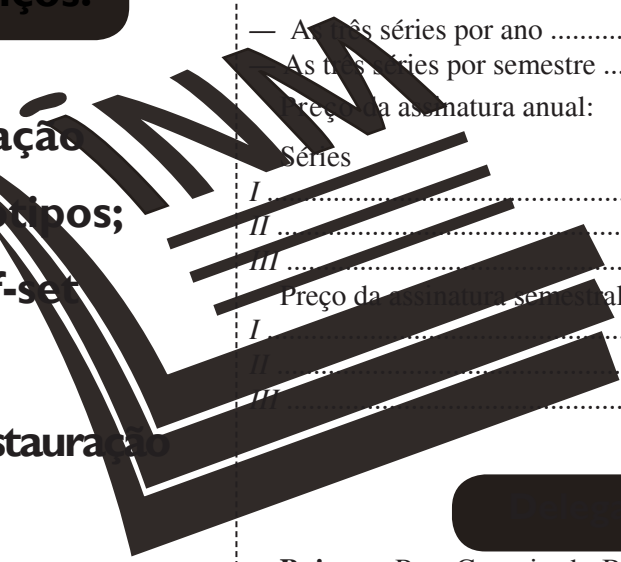 ação
tipos;
f-set
stauração
ÍNM
— As três séries por ano ..........
— As três séries por semestre ...
Preço da assinatura anual:
Séries
I ..................................................
II ................................................
III ...............................................
Preço da assinatura semestral
I ..................................................
II ................................................
III ...............................................